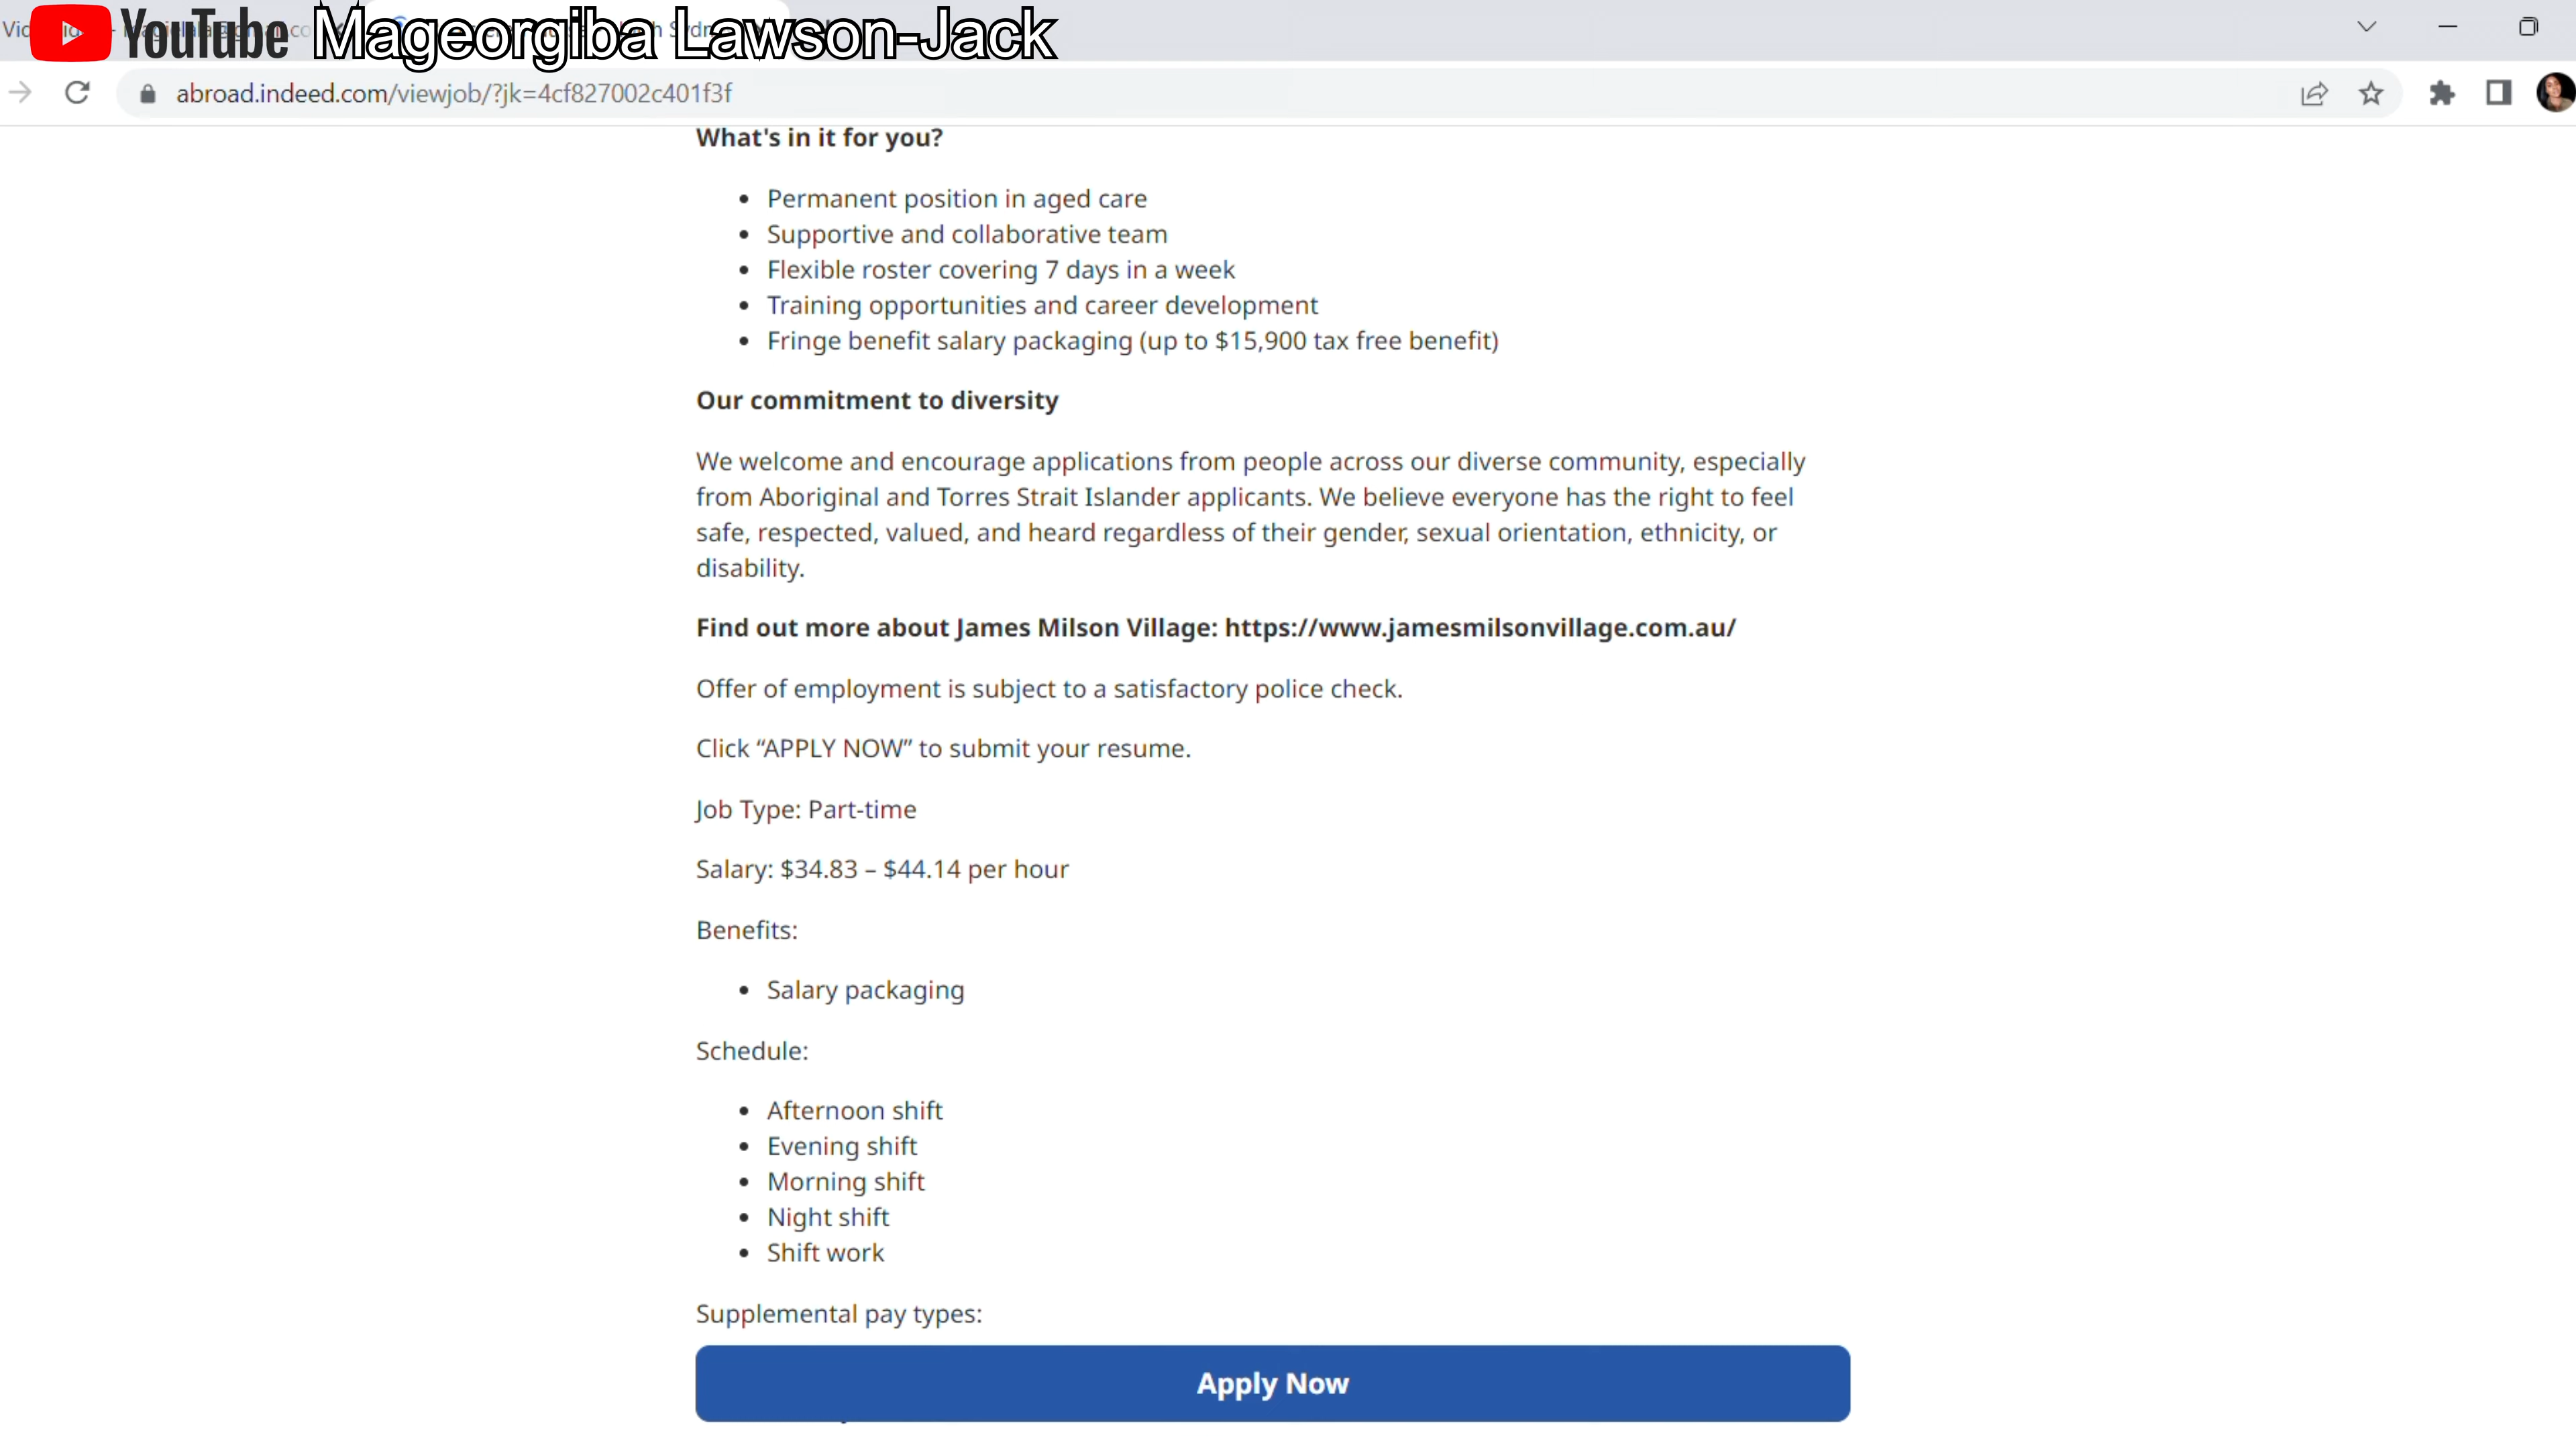 YouTube Mageorgiba Lawson-Jack
abroad.indeed.com/viewjob/?jk=4cf827002c401f3f
What's in it for you?
• Permanent position in aged care
• Supportive and collaborative team
• Flexible roster covering 7 days in a week
• Training opportunities and career development
• Fringe benefit salary packaging (up to $15,900 tax free benefit)
Our commitment to diversity
We welcome and encourage applications from people across our diverse community, especially
from Aboriginal and Torres Strait Islander applicants. We believe everyone has the right to feel
safe, respected, valued, and heard regardless of their gender, sexual orientation, ethnicity, or
disability.
Find out more about James Milson Village: https://www.jamesmilsonvillage.com.au/
Offer of employment is subject to a satisfactory police check.
Click “APPLY NOW” to submit your resume.
Job Type: Part-time
Salary: $34.83 – $44.14 per hour
Benefits:
• Salary packaging
Schedule:
• Afternoon shift
• Evening shift
• Morning shift
• Night shift
• Shift work
Supplemental pay types:
Apply Now